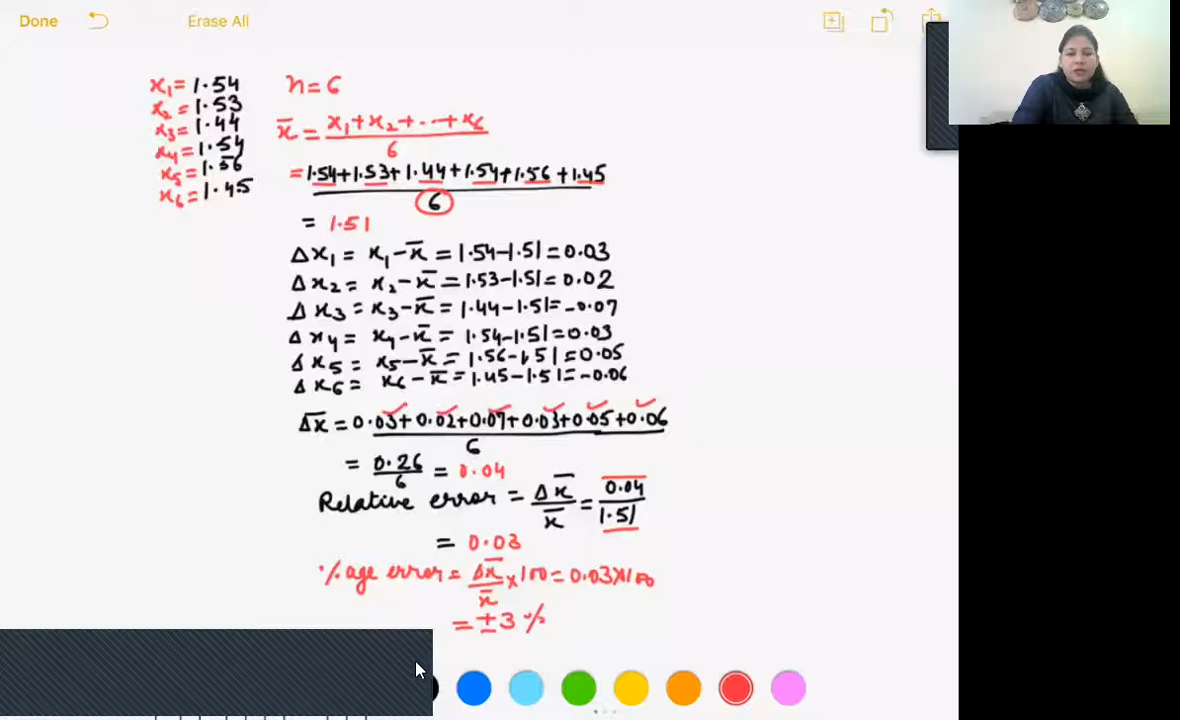 Done
Erase All
x1 = 1.54
x2 = 1.53
x3 = 1.44
x4 = 1.54
x5 = 1.56
x6 = 1.45
n = 6
x̄ = x1+x2+...+x6 / 6
= 1.54+1.53+1.44+1.54+1.56+1.45 / 6
= 1.51
Δx1 = x1-x̄ = 1.54-1.51 = 0.03
Δx2 = x2-x̄ = 1.53-1.51 = 0.02
Δx3 = x3-x̄ = 1.44-1.51 = -0.07
Δx4 = x4-x̄ = 1.54-1.51 = 0.03
Δx5 = x5-x̄ = 1.56-1.51 = 0.05
Δx6 = x6-x̄ = 1.45-1.51 = -0.06
Δx̄ = 0.03+0.02+0.07+0.03+0.05+0.06 / 6
= 0.26 / 6 = 0.04
Relative error = Δx̄ / x̄ = 0.04 / 1.51
= 0.03
%age error = Δx̄ / x̄ × 100 = 0.03×100
= ±3%